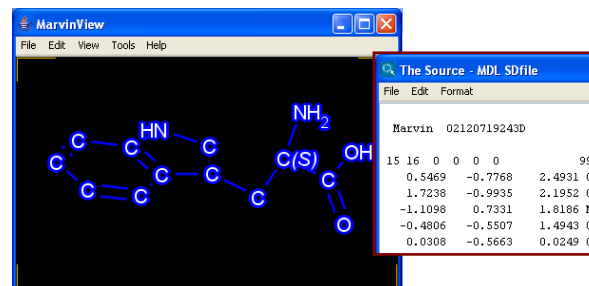 MarvinView
File Edit View Tools Help
NH2
HN
C
C
C
C
C(S)
OH
C
C
C
C
C
C
C
O
The Source - MDL SDfile
File Edit Format
Marvin 02120719243D
15 16 0 0 0 0 99
0.5469 -0.7768 2.4931
1.7238 -0.9935 2.1952
-1.1098 0.7331 1.8186
-0.4806 -0.5507 1.4943
0.0308 -0.5663 0.0249